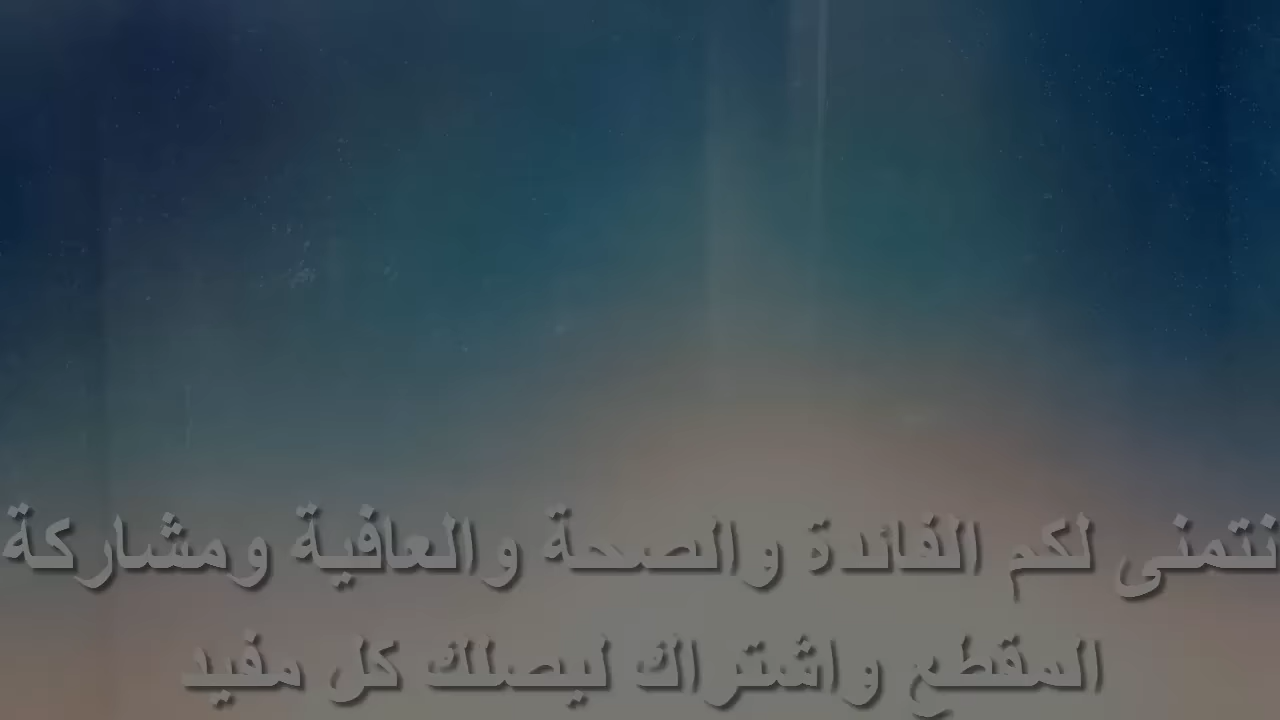 نتمنى لكم الفائدة والصحة والعافية ومشاركة
المقطع واشتراك ليصلك كل مفيد